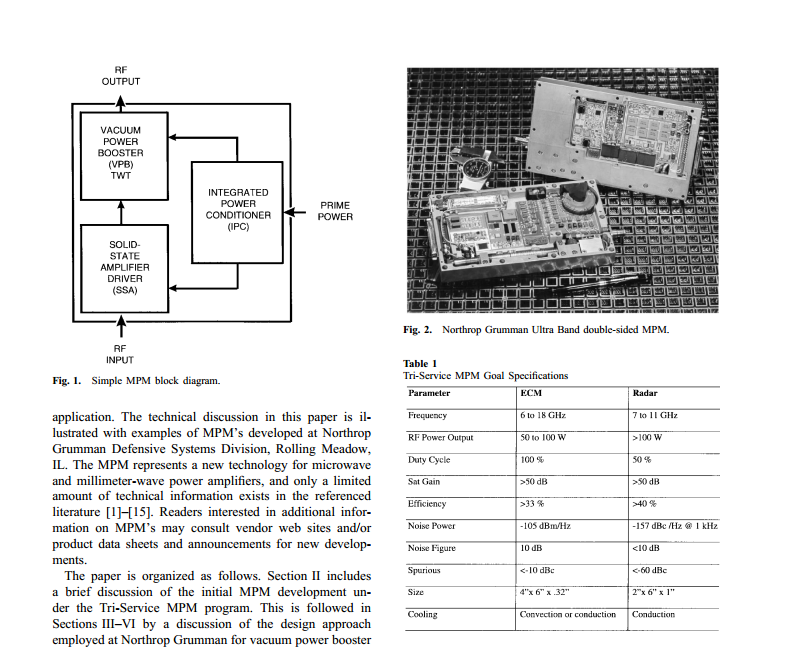 RF
OUTPUT
VACUUM
POWER
BOOSTER
(VPB)
TWT
INTEGRATED
POWER
CONDITIONER
(IPC)
PRIME
POWER
SOLID-
STATE
AMPLIFIER
DRIVER
(SSA)
RF
INPUT
Fig. 1. Simple MPM block diagram.
application. The technical discussion in this paper is il-
lustrated with examples of MPM's developed at Northrop
Grumman Defensive Systems Division, Rolling Meadow,
IL. The MPM represents a new technology for microwave
and millimeter-wave power amplifiers, and only a limited
amount of technical information exists in the referenced
literature [1]–[15]. Readers interested in additional infor-
mation on MPM's may consult vendor web sites and/or
product data sheets and announcements for new develop-
ments.
The paper is organized as follows. Section II includes
a brief discussion of the initial MPM development un-
der the Tri-Service MPM program. This is followed in
Sections III–VI by a discussion of the design approach
employed at Northrop Grumman for vacuum power booster
Fig. 2. Northrop Grumman Ultra Band double-sided MPM.
Table 1
Tri-Service MPM Goal Specifications
Parameter ECM Radar
Frequency 6 to 18 GHz 7 to 11 GHz
RF Power Output 50 to 100 W >100 W
Duty Cycle 100 % 50 %
Sat Gain >50 dB >50 dB
Efficiency >33 % >40 %
Noise Power -105 dBm/Hz -157 dBc /Hz @ 1 kHz
Noise Figure 10 dB <10 dB
Spurious <-10 dBc <-60 dBc
Size 4"x 6" x .32" 2"x 6" x 1"
Cooling Convection or conduction Conduction